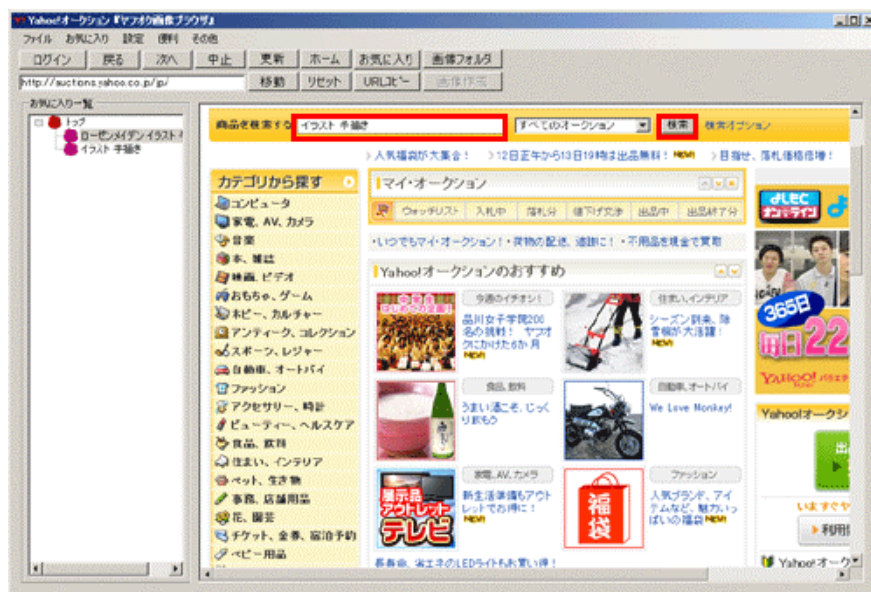 Yahoo!オークション『ヤフオク画像ブラウザ』
ファイル お気に入り 設定 便利 その他
ログイン 戻る 次へ 中止 更新 ホーム お気に入り 画像フォルダ
http://auctions.yahoo.co.jp/jp/ 移動 リセット URLコピー
お気に入り一覧
トップ
ローゼンメイデン イラスト
イラスト 手描き
商品を検索する イラスト 手描き すべてのオークション 検索 検索オプション
>人気福袋が大集合! >12日正午から13日19時は出品無料! NEW! >目指せ、落札価格倍増!
カテゴリから探す
コンピュータ
家電、AV、カメラ
音楽
本、雑誌
映画、ビデオ
おもちゃ、ゲーム
ホビー、カルチャー
アンティーク、コレクション
スポーツ、レジャー
自動車、オートバイ
ファッション
アクセサリー、時計
ビューティー、ヘルスケア
食品、飲料
住まい、インテリア
ペット、生き物
事務、店舗用品
花、園芸
チケット、金券、宿泊予約
ベビー用品
マイ・オークション
ウォッチリスト 入札中 落札分 値下げ交渉 出品中 出品終了分
・いつでもマイ・オークション!・荷物の配送、追跡に!・不用品を現金で買取
Yahoo!オークションのおすすめ
今週のイチオシ!
品川女子学院200
名の挑戦! ヤフオ
クにかけた6か月
NEW!
住まい、インテリア
シーズン到来、除
雪機が大活躍!
NEW!
食品、飲料
うまい酒こそ、じっく
り飲もう
自動車、オートバイ
We Love Monkey!
家電、AV、カメラ
新生活準備もアウト
レットでお得に!
NEW!
展示品
アウトレット
テレビ
ファッション
人気ブランド、アイ
テムなど、魅力いっ
ぱいの福袋 NEW!
福袋
長寿命、省エネのLEDライトもお買い得!
よしもと
オンライン
365日
毎日22
YAHOO!
Yahoo!オークシ
出
いますぐヤ
利用
Yahoo!オーク